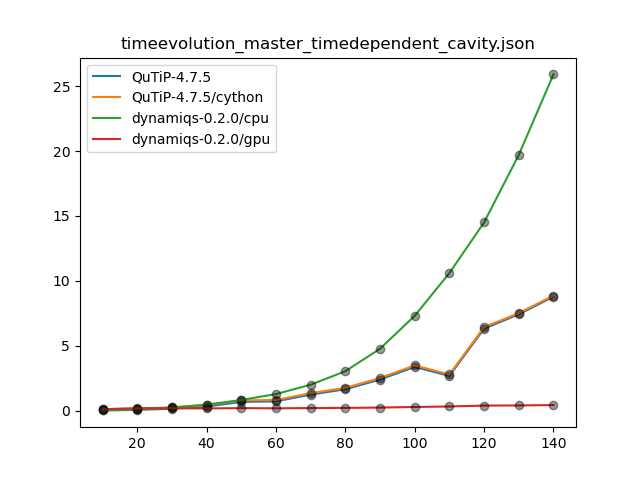 timeevolution_master_timedependent_cavity.json
QuTiP-4.7.5
QuTiP-4.7.5/cython
dynamiqs-0.2.0/cpu
dynamiqs-0.2.0/gpu
25
20
15
10
5
0
20 40 60 80 100 120 140